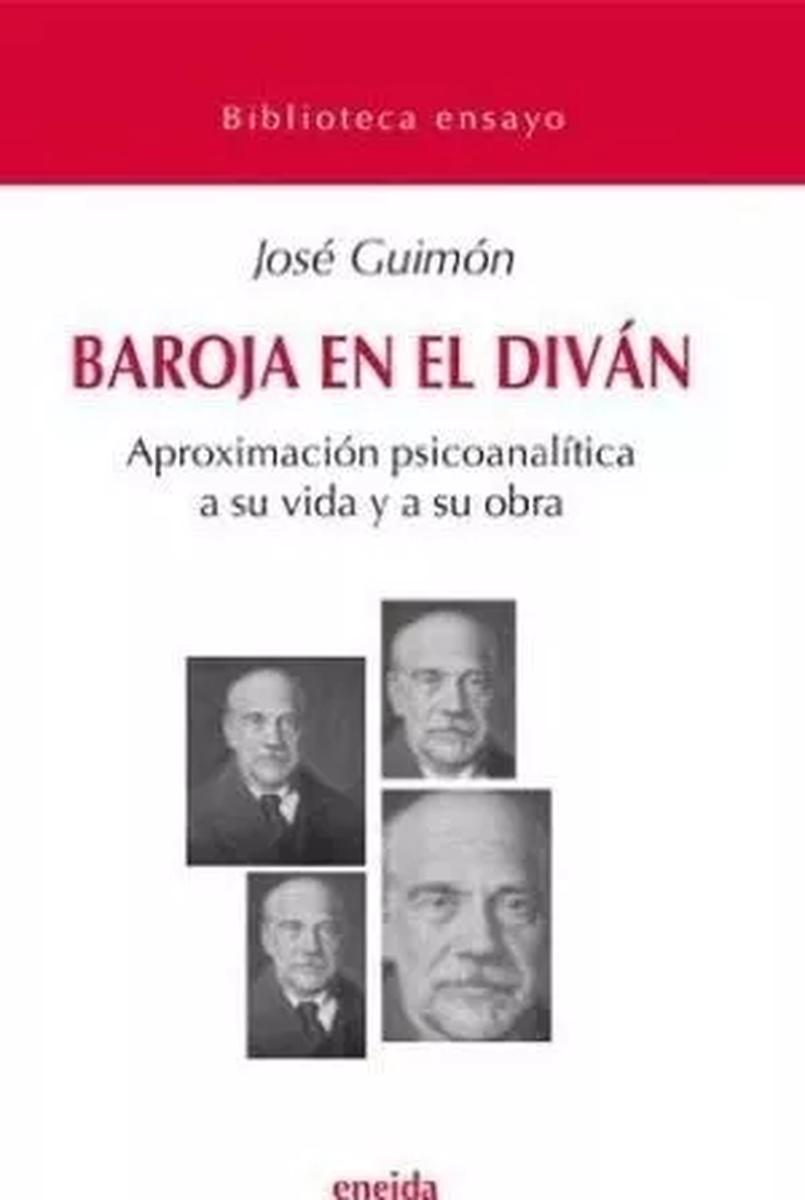 Biblioteca ensayo
José Guimón
BAROJA EN EL DIVÁN
Aproximación psicoanalítica
a su vida y a su obra
eneida